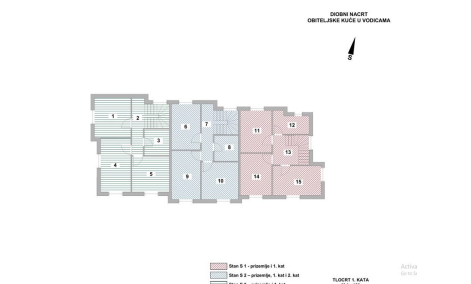 DIOBNI NACRT
OBITELJSKE KUĆE U VODICAMA
S
1
2
3
4
5
6
7
8
9
10
11
12
13
14
15
Stan S 1 - prizemlje i 1. kat
Stan S 2 – prizemlje, 1. kat i 2. kat
TLOCRT 1. KATA